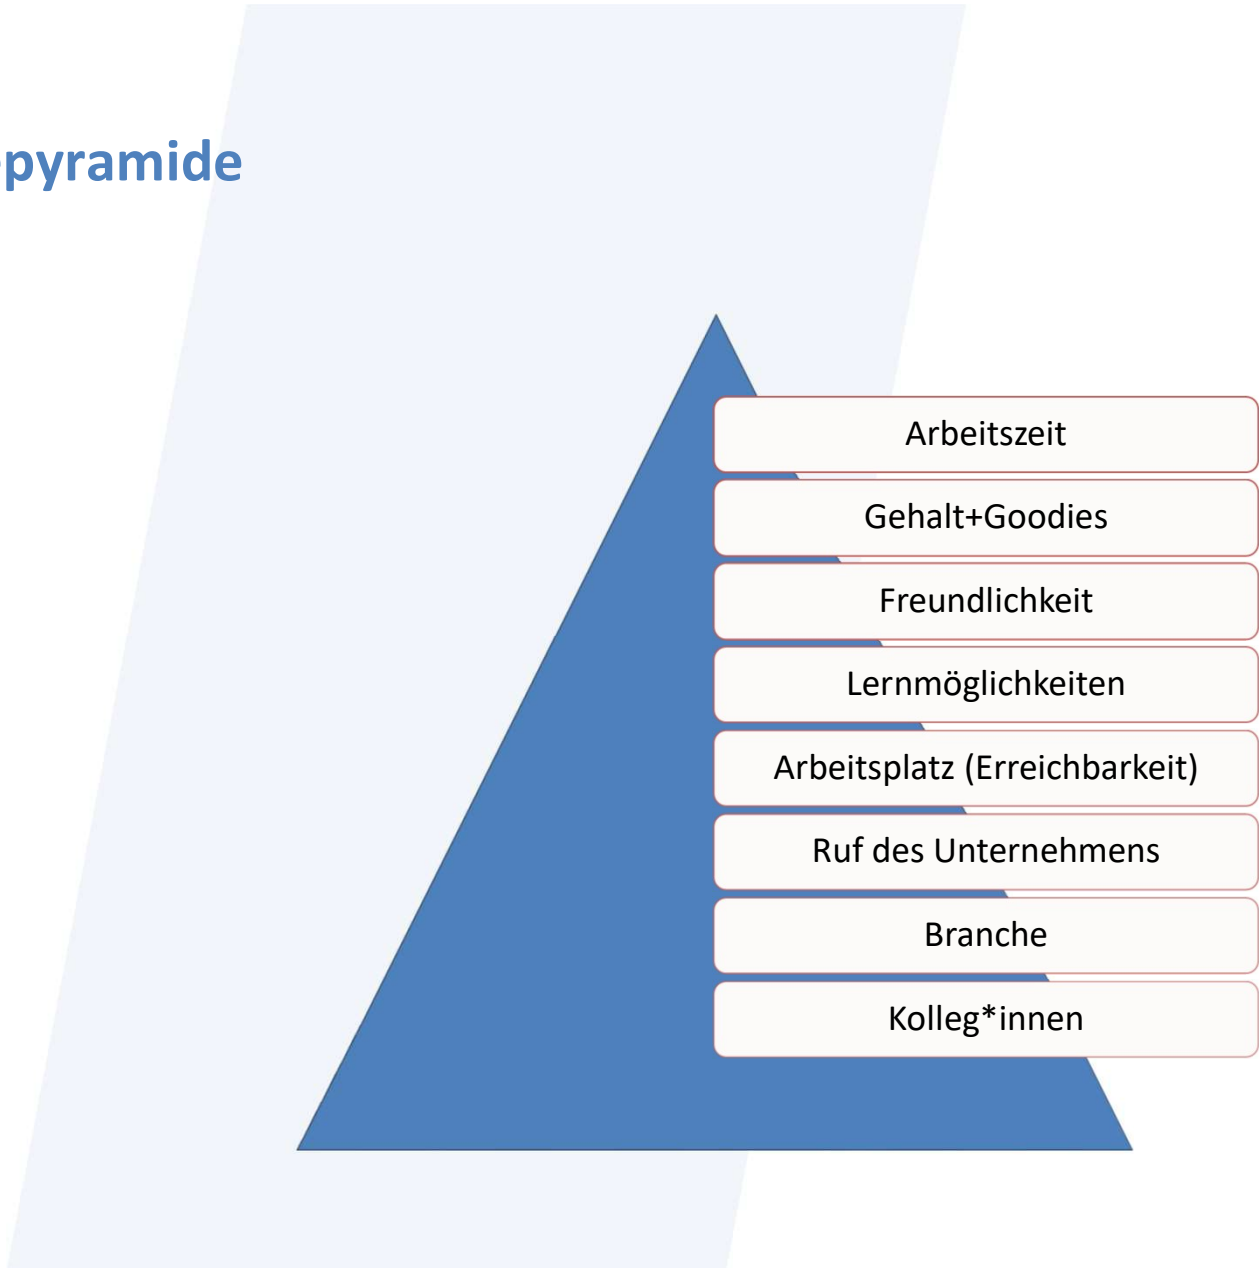 pyramide
Arbeitszeit
Gehalt+Goodies
Freundlichkeit
Lernmöglichkeiten
Arbeitsplatz (Erreichbarkeit)
Ruf des Unternehmens
Branche
Kolleg*innen